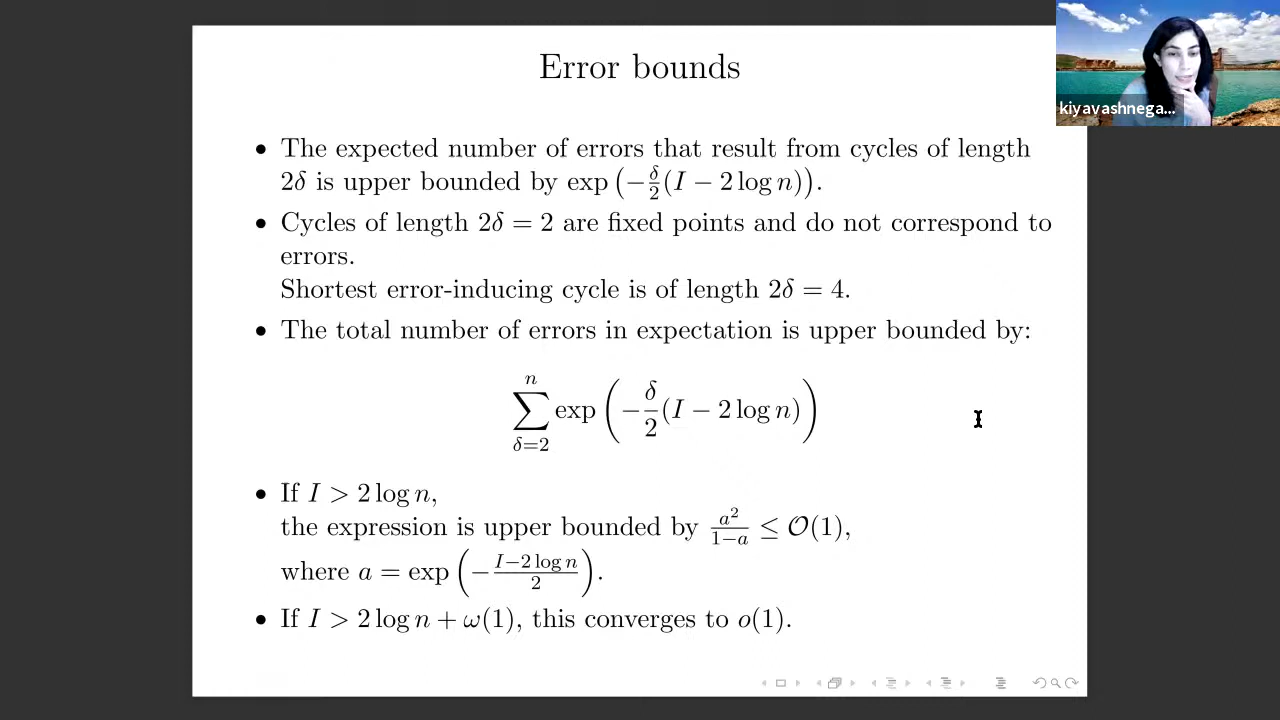 Error bounds
kiyavashnega...
• The expected number of errors that result from cycles of length
2δ is upper bounded by exp (−δ/2(I − 2 log n)).
• Cycles of length 2δ = 2 are fixed points and do not correspond to
errors.
Shortest error-inducing cycle is of length 2δ = 4.
• The total number of errors in expectation is upper bounded by:
∑_{δ=2}^{n} exp (−δ/2(I − 2 log n))
• If I > 2 log n,
the expression is upper bounded by a²/(1−a) ≤ 𝒪(1),
where a = exp (−(I−2 log n)/2).
• If I > 2 log n + ω(1), this converges to o(1).